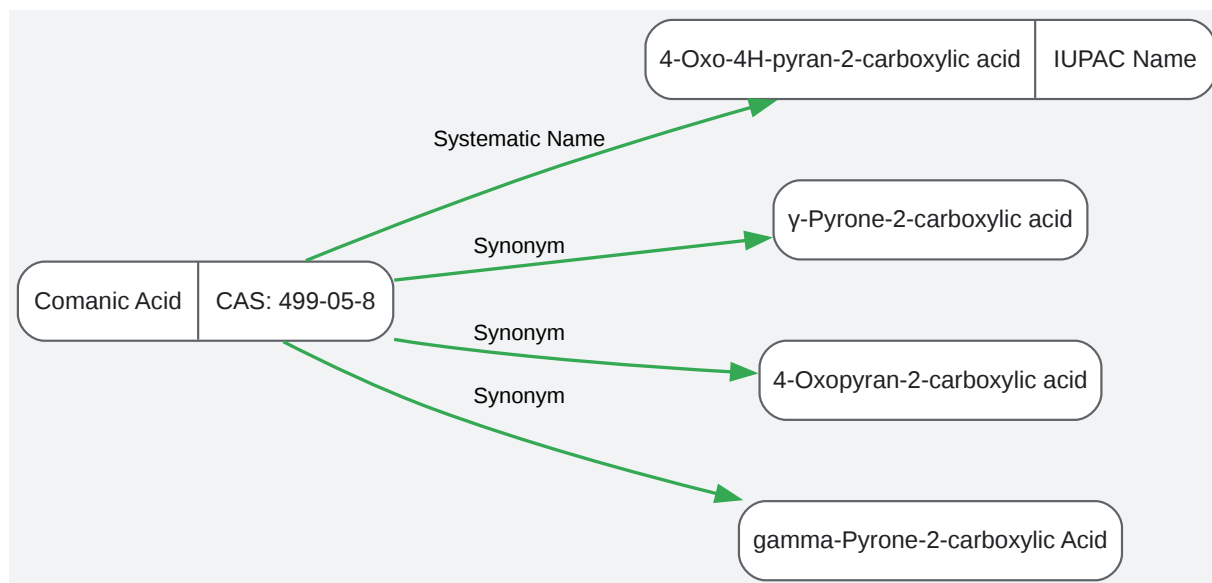 4-Oxo-4H-pyran-2-carboxylic acid IUPAC Name
Systematic Name
γ-Pyrone-2-carboxylic acid
Synonym
Comanic Acid CAS: 499-05-8
Synonym
4-Oxopyran-2-carboxylic acid
Synonym
gamma-Pyrone-2-carboxylic Acid